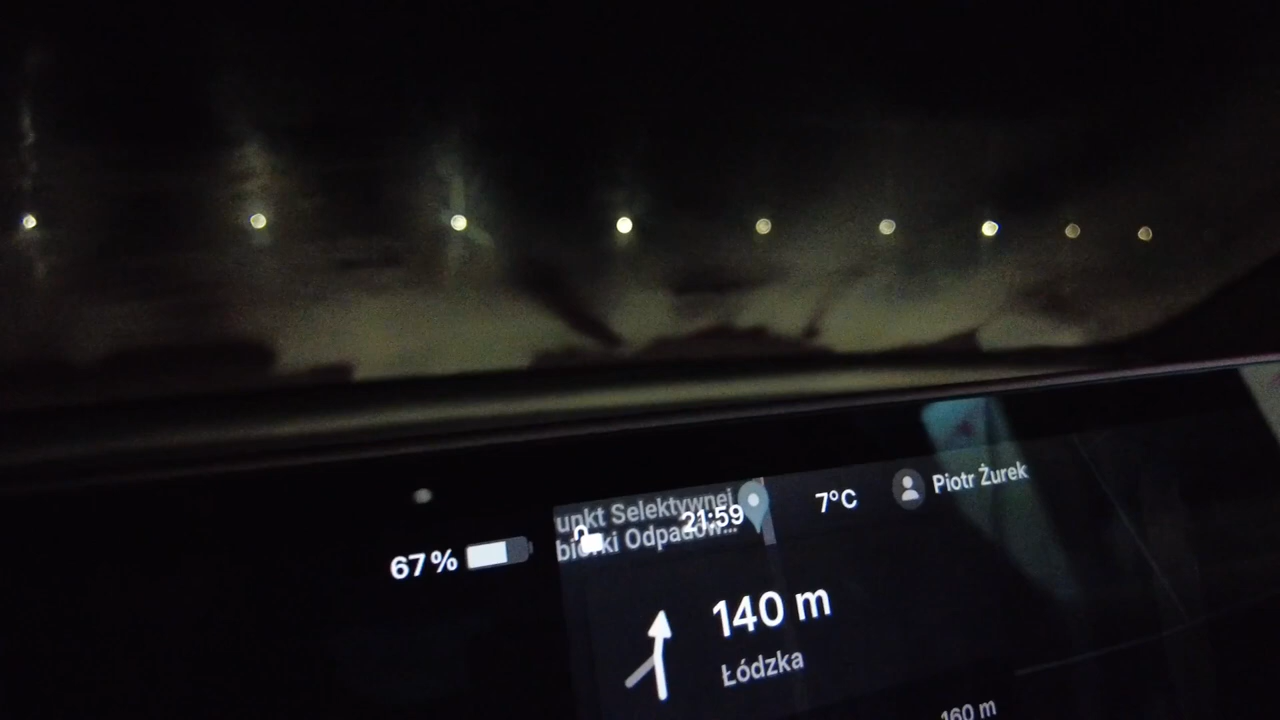 67%
unkt Selektywnej
biórki Odpadów...
21:59
7°C
Piotr Żurek
140 m
Łódzka
160 m